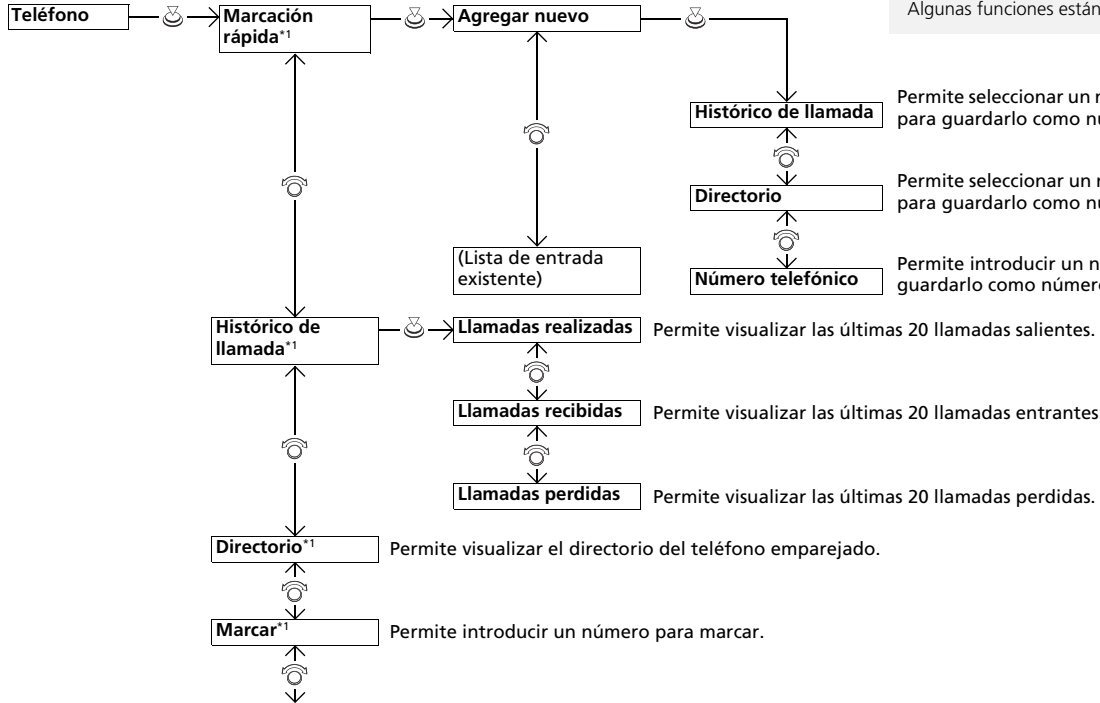 Teléfono
Marcación
rápida*1
Agregar nuevo
Algunas funciones están
Histórico de llamada
Permite seleccionar un
para guardarlo como
Directorio
Permite seleccionar un
para guardarlo como
(Lista de entrada
existente)
Número telefónico
Permite introducir un
guardarlo como
Histórico de
llamada*1
Llamadas realizadas
Permite visualizar las últimas 20 llamadas salientes.
Llamadas recibidas
Permite visualizar las últimas 20 llamadas entrantes
Llamadas perdidas
Permite visualizar las últimas 20 llamadas perdidas.
Directorio*1
Permite visualizar el directorio del teléfono emparejado.
Marcar*1
Permite introducir un número para marcar.